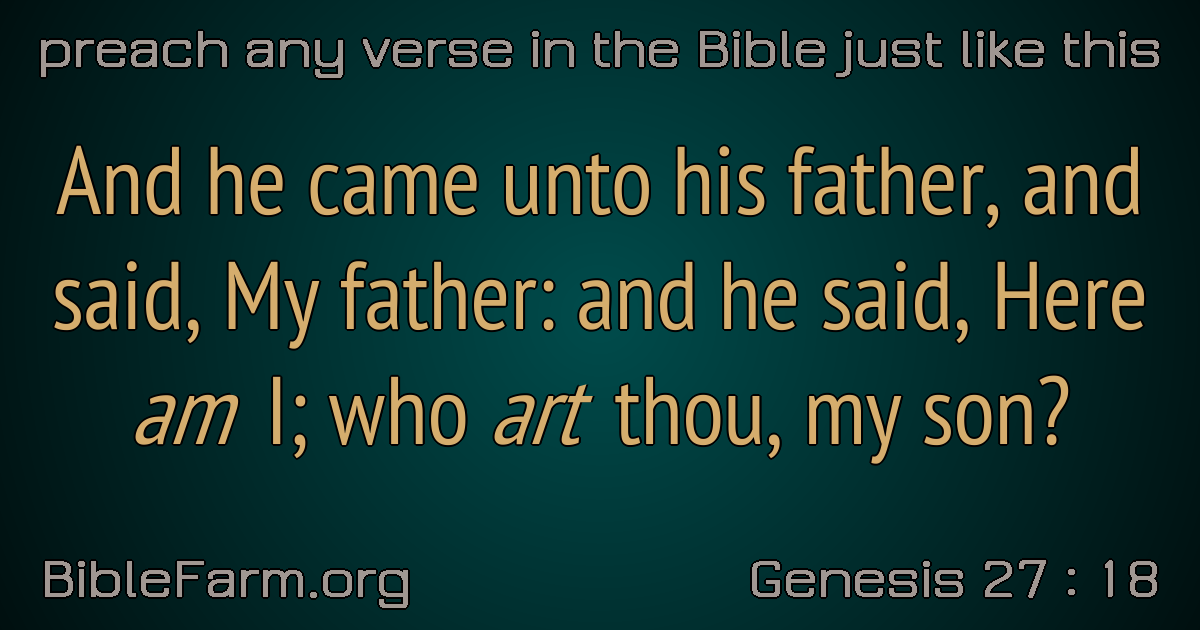 preach any verse in the Bible just like this
And he came unto his father, and
said, My father: and he said, Here
am I; who art thou, my son?
BibleFarm.org
Genesis 27 : 18